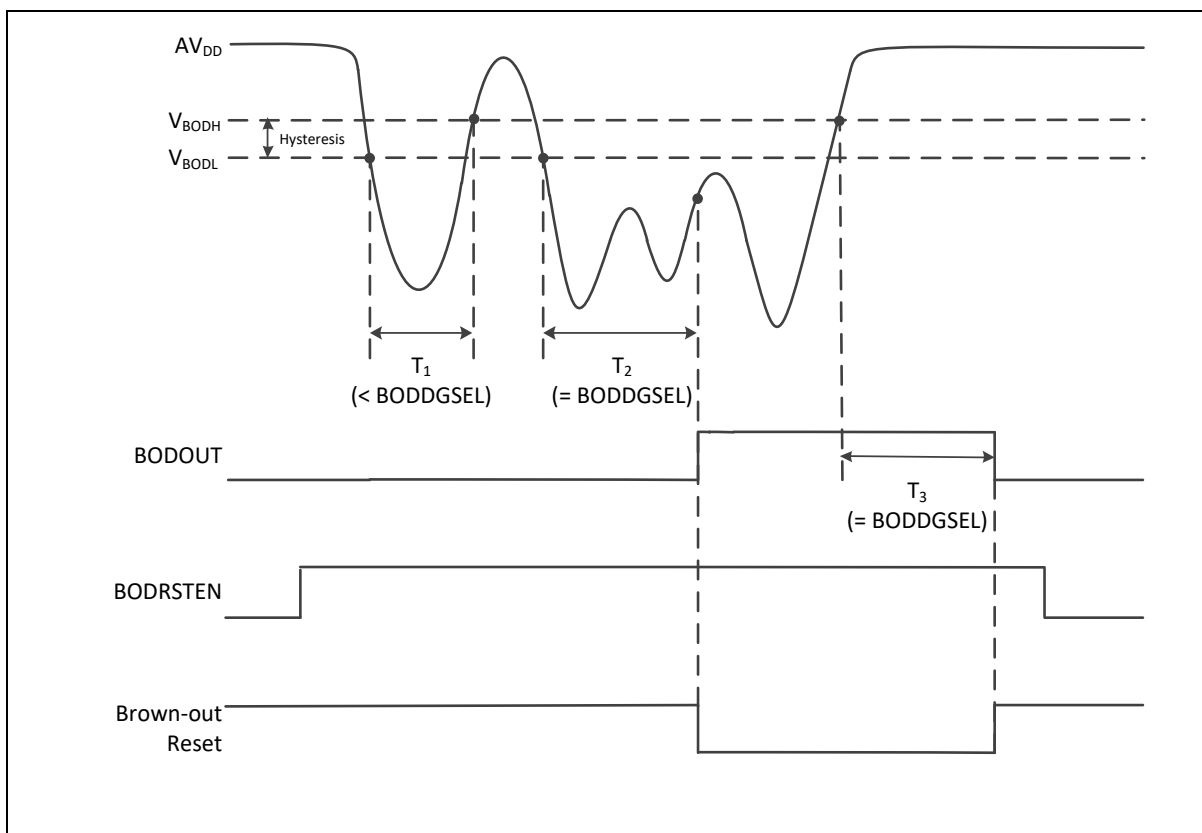 AVDD
VBODH
Hysteresis
VBODL
T1
(< BODDGSEL)
T2
(= BODDGSEL)
BODOUT
T3
(= BODDGSEL)
BODRSTEN
Brown-out
Reset